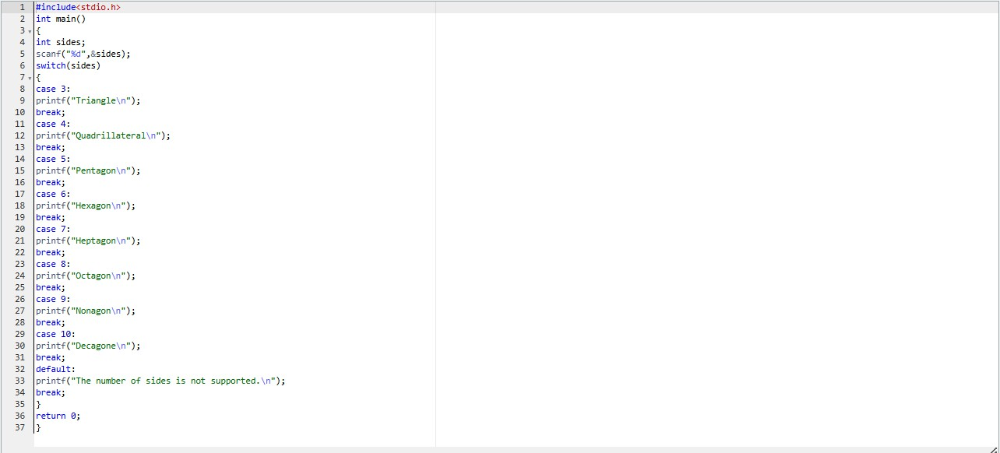 1 #include<stdio.h>
2 int main()
3 {
4 int sides;
5 scanf("%d",&sides);
6 switch(sides)
7 {
8 case 3:
9 printf("Triangle\n");
10 break;
11 case 4:
12 printf("Quadrillateral\n");
13 break;
14 case 5:
15 printf("Pentagon\n");
16 break;
17 case 6:
18 printf("Hexagon\n");
19 break;
20 case 7:
21 printf("Heptagon\n");
22 break;
23 case 8:
24 printf("Octagon\n");
25 break;
26 case 9:
27 printf("Nonagon\n");
28 break;
29 case 10:
30 printf("Decagone\n");
31 break;
32 default:
33 printf("The number of sides is not supported.\n");
34 break;
35 }
36 return 0;
37 }